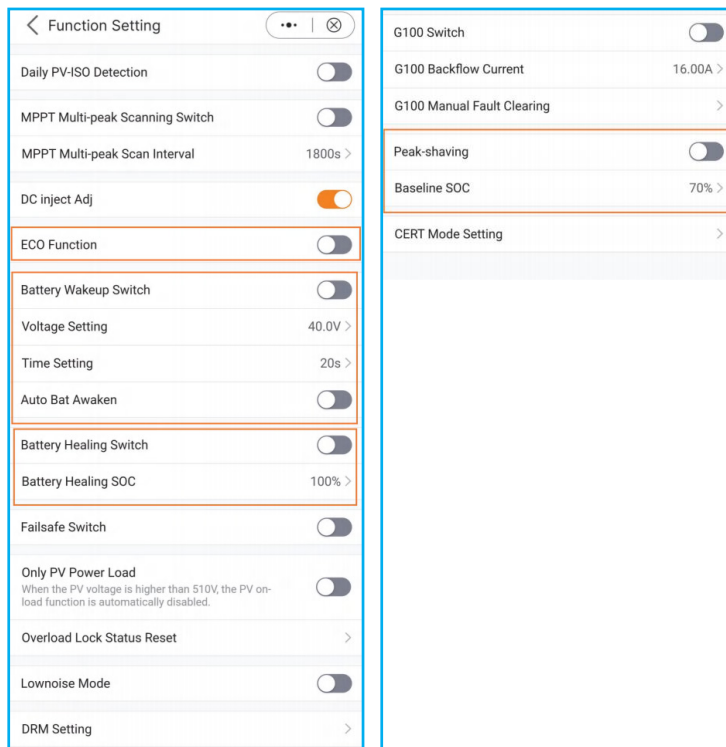 Function Setting
Daily PV-ISO Detection
MPPT Multi-peak Scanning Switch
MPPT Multi-peak Scan Interval 1800s
DC inject Adj
ECO Function
Battery Wakeup Switch
Voltage Setting 40.0V
Time Setting 20s
Auto Bat Awaken
Battery Healing Switch
Battery Healing SOC 100%
Failsafe Switch
Only PV Power Load
When the PV voltage is higher than 510V, the PV on-
load function is automatically disabled.
Overload Lock Status Reset
Lownoise Mode
DRM Setting
G100 Switch
G100 Backflow Current 16.00A
G100 Manual Fault Clearing
Peak-shaving
Baseline SOC 70%
CERT Mode Setting